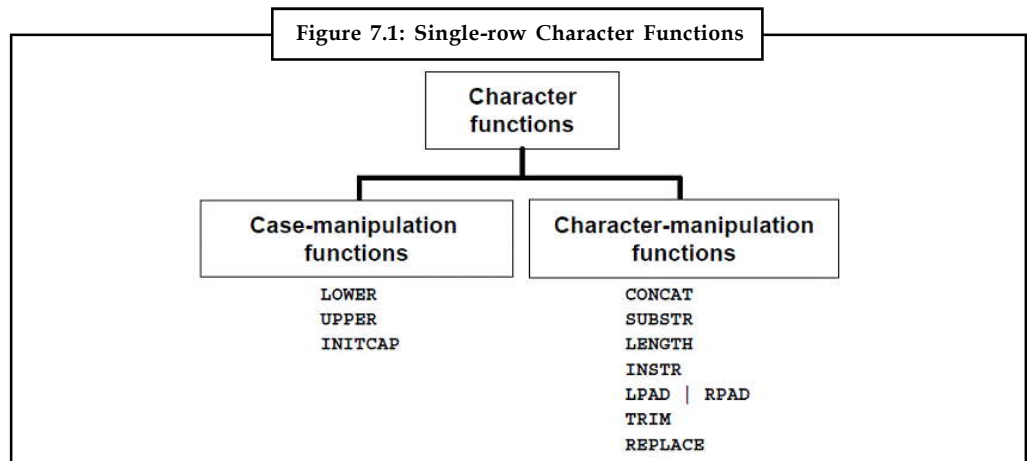 Figure 7.1: Single-row Character Functions
Character
functions
Case-manipulation
functions
LOWER
UPPER
INITCAP
Character-manipulation
functions
CONCAT
SUBSTR
LENGTH
INSTR
LPAD | RPAD
TRIM
REPLACE